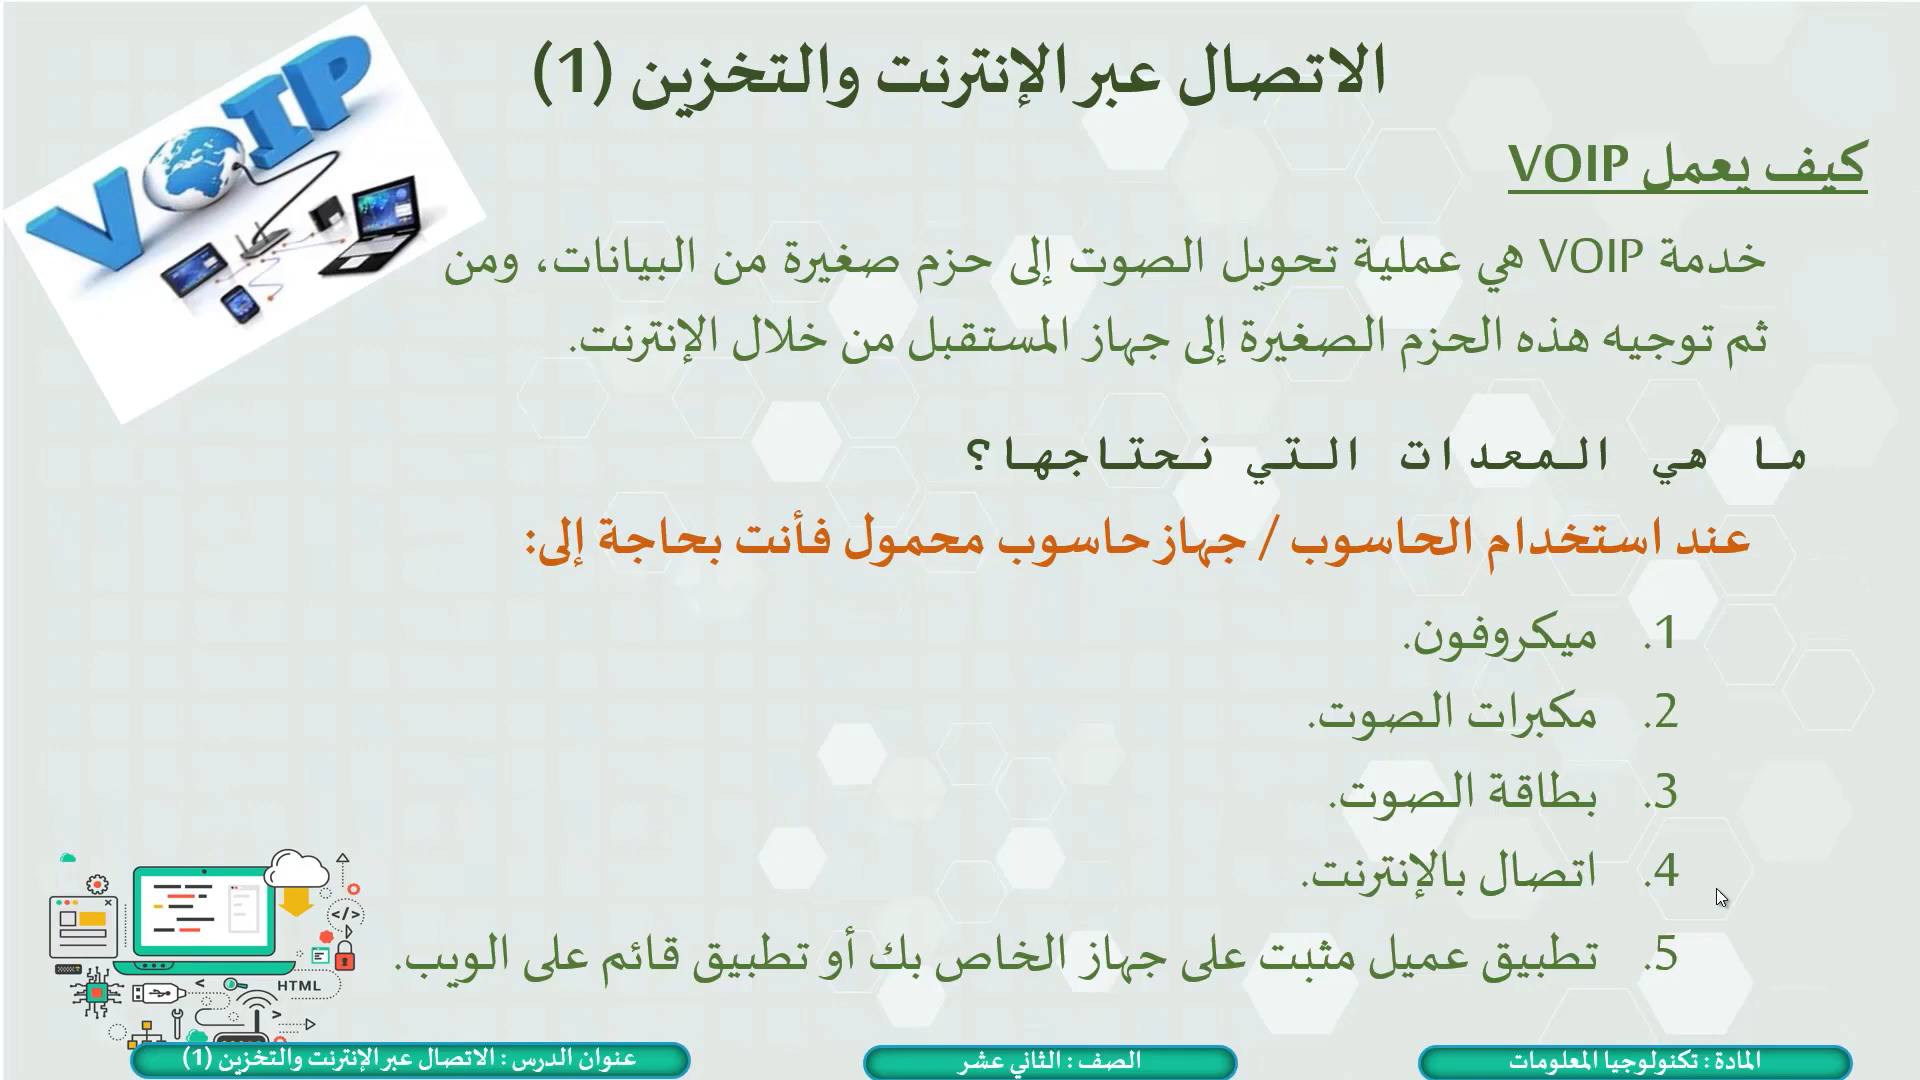 الاتصال عبر الإنترنت والتخزين (1)
VOIP
كيف يعمل VOIP
خدمة VOIP هي عملية تحويل الصوت إلى حزم صغيرة من البيانات، ومن
ثم توجيه هذه الحزم الصغيرة إلى جهاز المستقبل من خلال الإنترنت.
ما هي المعدات التي نحتاجها؟
عند استخدام الحاسوب / جهاز حاسوب محمول فأنت بحاجة إلى:
1. ميكروفون.
2. مكبرات الصوت.
3. بطاقة الصوت.
4. اتصال بالإنترنت.
5. تطبيق عميل مثبت على جهاز الخاص بك أو تطبيق قائم على الويب.
</>
HTML
المادة : تكنولوجيا المعلومات
الصف : الثاني عشر
عنوان الدرس : الاتصال عبر الإنترنت والتخزين (1)